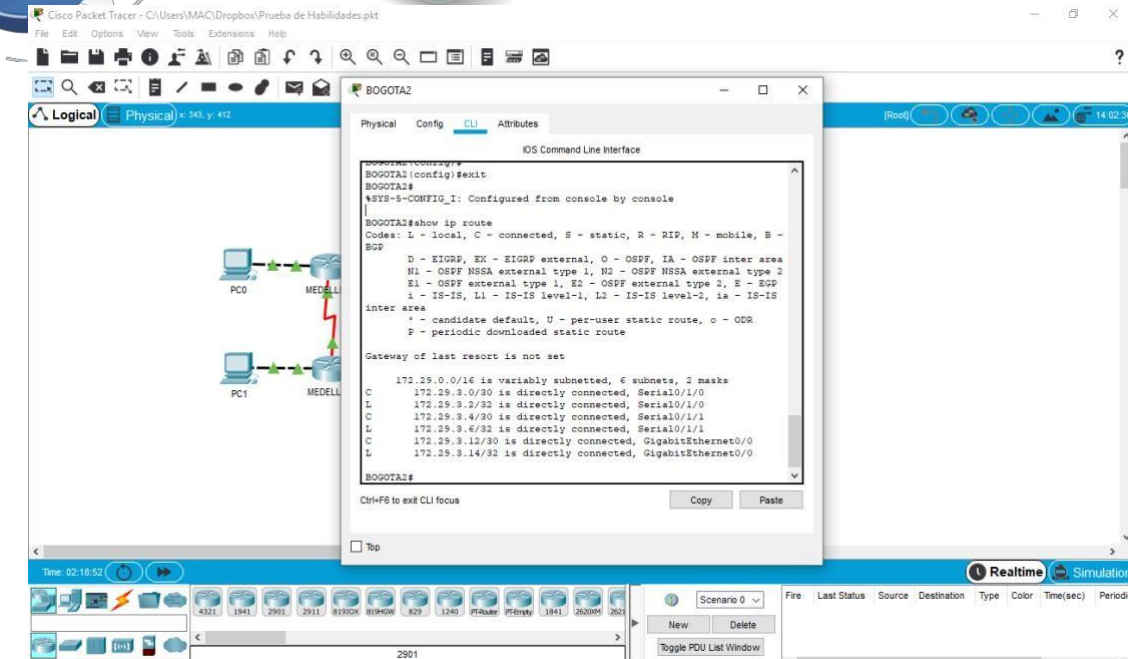 Cisco Packet Tracer - C:\Users\MAC\Dropbox\Prueba de Habilidades.pkt
File Edit Options View Tools Extensions Help
?
Logical Physical x: 343, y: 412
[Root] 14:02:30
BOGOTA2
Physical Config CLI Attributes
IOS Command Line Interface
BOGOTA2(config)#
BOGOTA2(config)#exit
BOGOTA2#
%SYS-5-CONFIG_I: Configured from console by console
BOGOTA2#show ip route
Codes: L - local, C - connected, S - static, R - RIP, M - mobile, B -
BGP
D - EIGRP, EX - EIGRP external, O - OSPF, IA - OSPF inter area
N1 - OSPF NSSA external type 1, N2 - OSPF NSSA external type 2
E1 - OSPF external type 1, E2 - OSPF external type 2, E - EGP
i - IS-IS, L1 - IS-IS level-1, L2 - IS-IS level-2, ia - IS-IS
inter area
* - candidate default, U - per-user static route, o - ODR
P - periodic downloaded static route
Gateway of last resort is not set
172.29.0.0/16 is variably subnetted, 6 subnets, 2 masks
C 172.29.3.0/30 is directly connected, Serial0/1/0
L 172.29.3.2/32 is directly connected, Serial0/1/0
C 172.29.3.4/30 is directly connected, Serial0/1/1
L 172.29.3.6/32 is directly connected, Serial0/1/1
C 172.29.3.12/30 is directly connected, GigabitEthernet0/0
L 172.29.3.14/32 is directly connected, GigabitEthernet0/0
BOGOTA2#
Ctrl+F6 to exit CLI focus
Copy Paste
Top
PC0 MEDELL
PC1 MEDELL
Time: 02:18:52
Realtime Simulation
4321 1941 2901 2911 819IOX 819HGW 829 1240 PT-Router PT-Empty 1841 2620XM 2621
2901
Scenario 0
New Delete
Toggle PDU List Window
Fire Last Status Source Destination Type Color Time(sec) Periodi